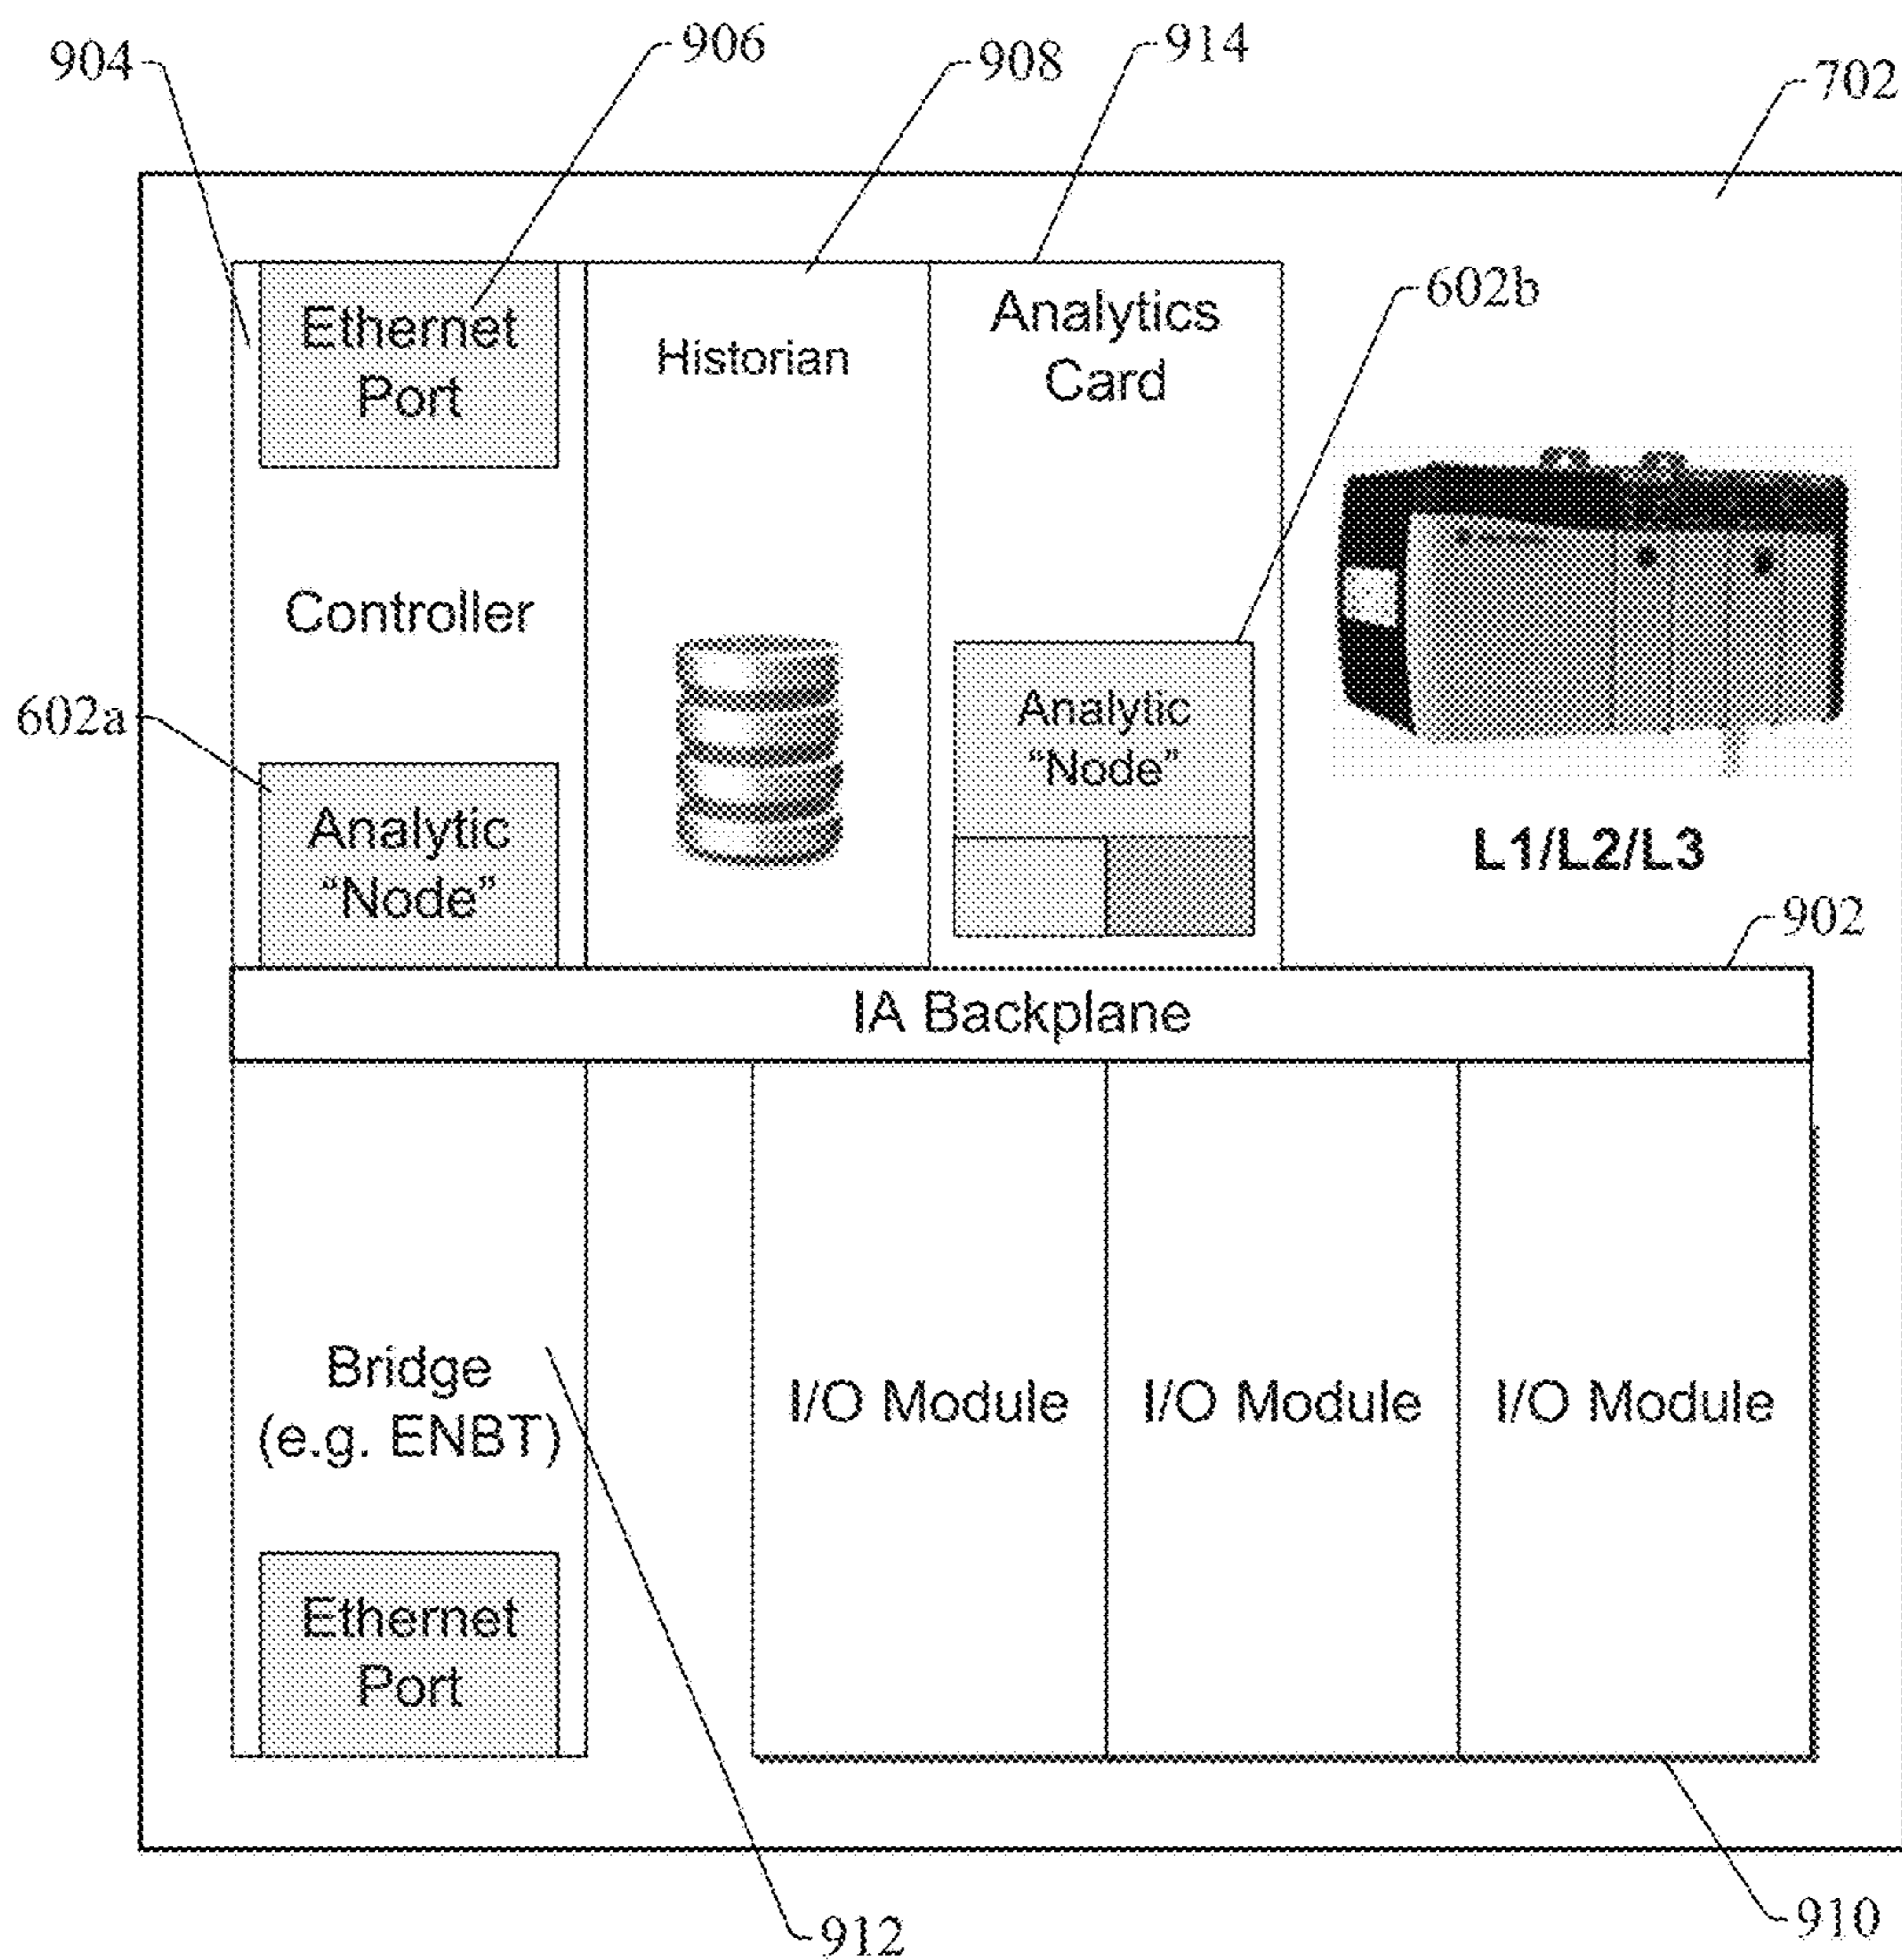 904
906
908
914
702
Ethernet
Port
Historian
Analytics
Card
602b
Controller
602a
Analytic
“Node”
Analytic
“Node”
L1/L2/L3
902
IA Backplane
Bridge
(e.g. ENBT)
I/O Module
I/O Module
I/O Module
Ethernet
Port
912
910